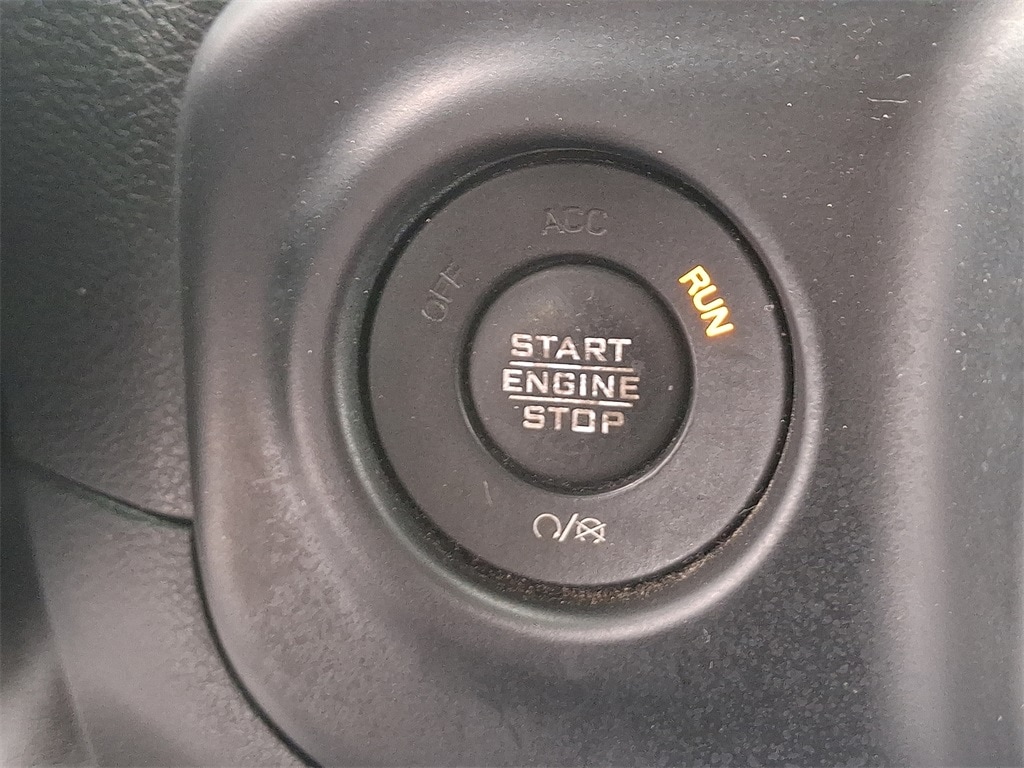 ACC
OFF
RUN
START
ENGINE
STOP